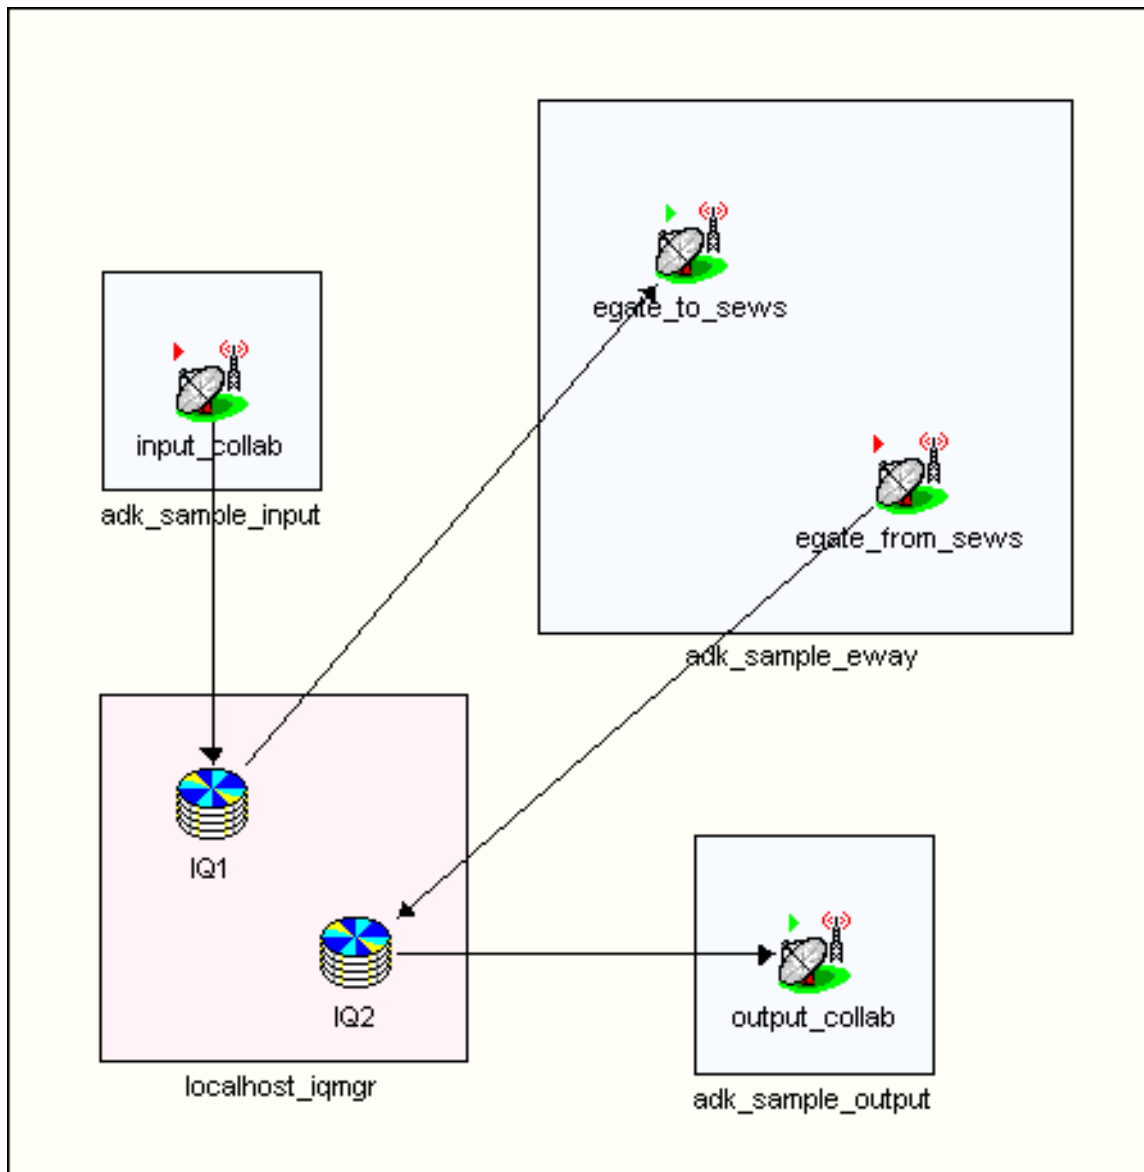 egate_to_sews
input_collab
adk_sample_input
egate_from_sews
adk_sample_eway
IQ1
IQ2
output_collab
localhost_iqmgr
adk_sample_output